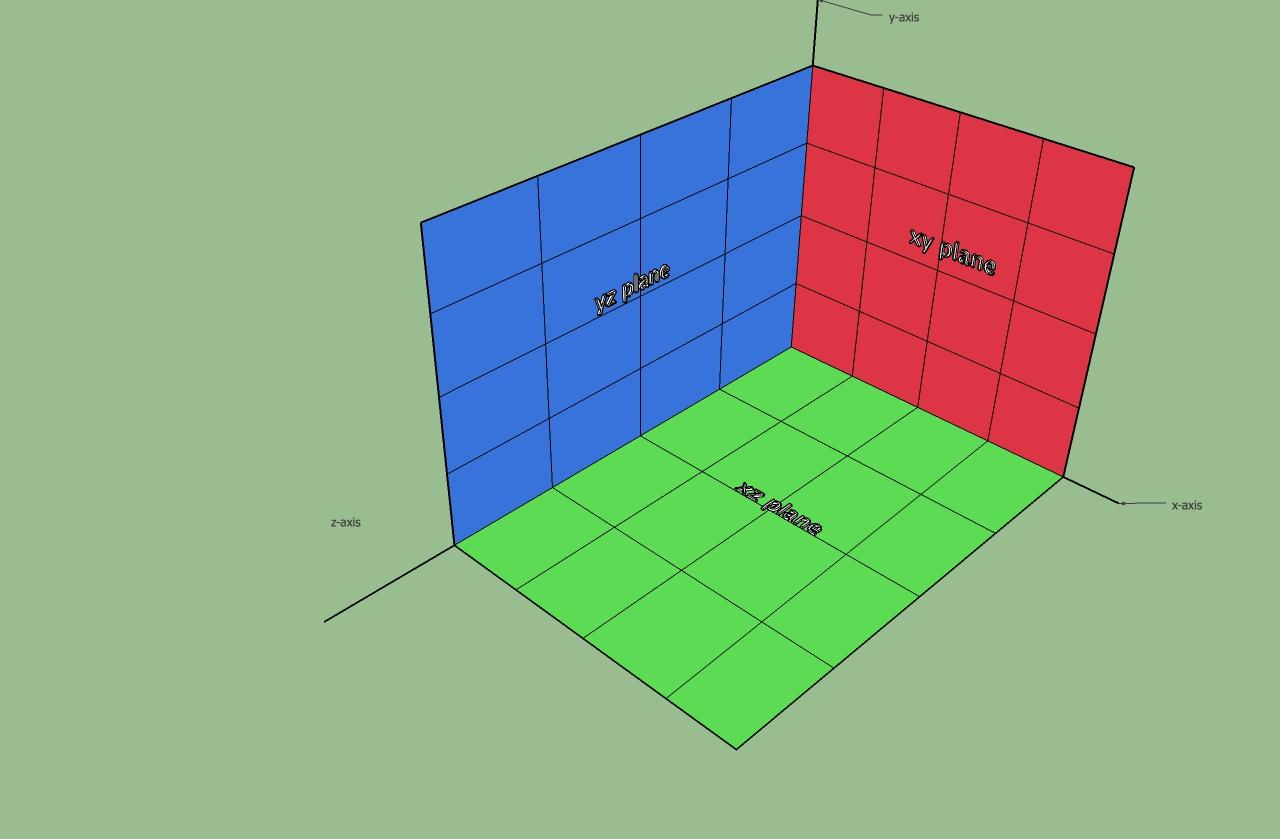 y-axis
xy plane
yz plane
xz plane
x-axis
z-axis